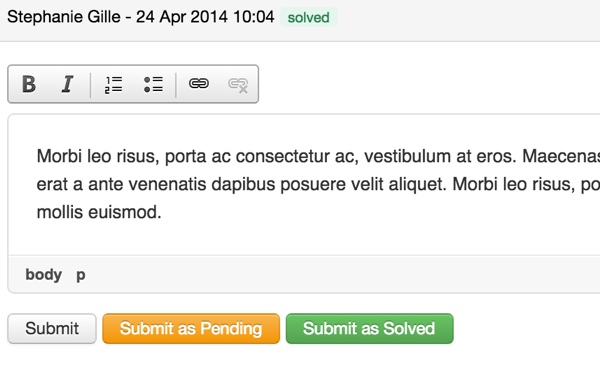 Stephanie Gille - 24 Apr 2014 10:04 solved
B I
Morbi leo risus, porta ac consectetur ac, vestibulum at eros. Maecenas
erat a ante venenatis dapibus posuere velit aliquet. Morbi leo risus, po
mollis euismod.
body p
Submit Submit as Pending Submit as Solved